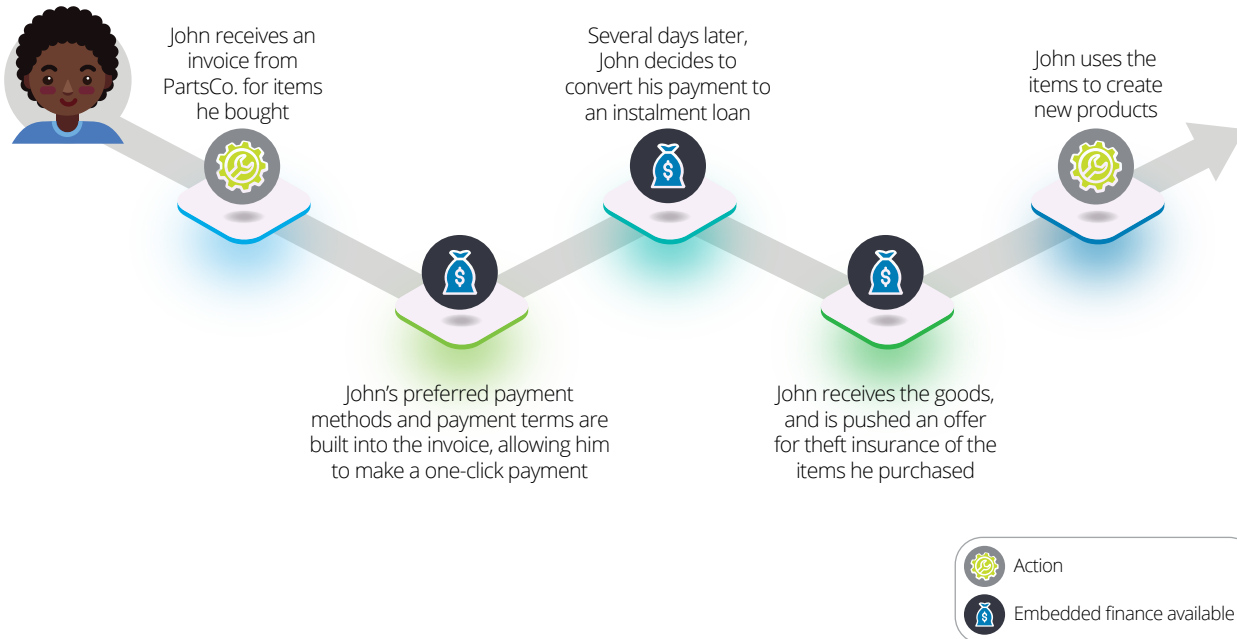 John receives an
invoice from
PartsCo. for items
he bought
John’s preferred payment
methods and payment terms are
built into the invoice, allowing him
to make a one-click payment
Several days later,
John decides to
convert his payment to
an instalment loan
John receives the goods,
and is pushed an offer
for theft insurance of the
items he purchased
John uses the
items to create
new products
Action
Embedded finance available